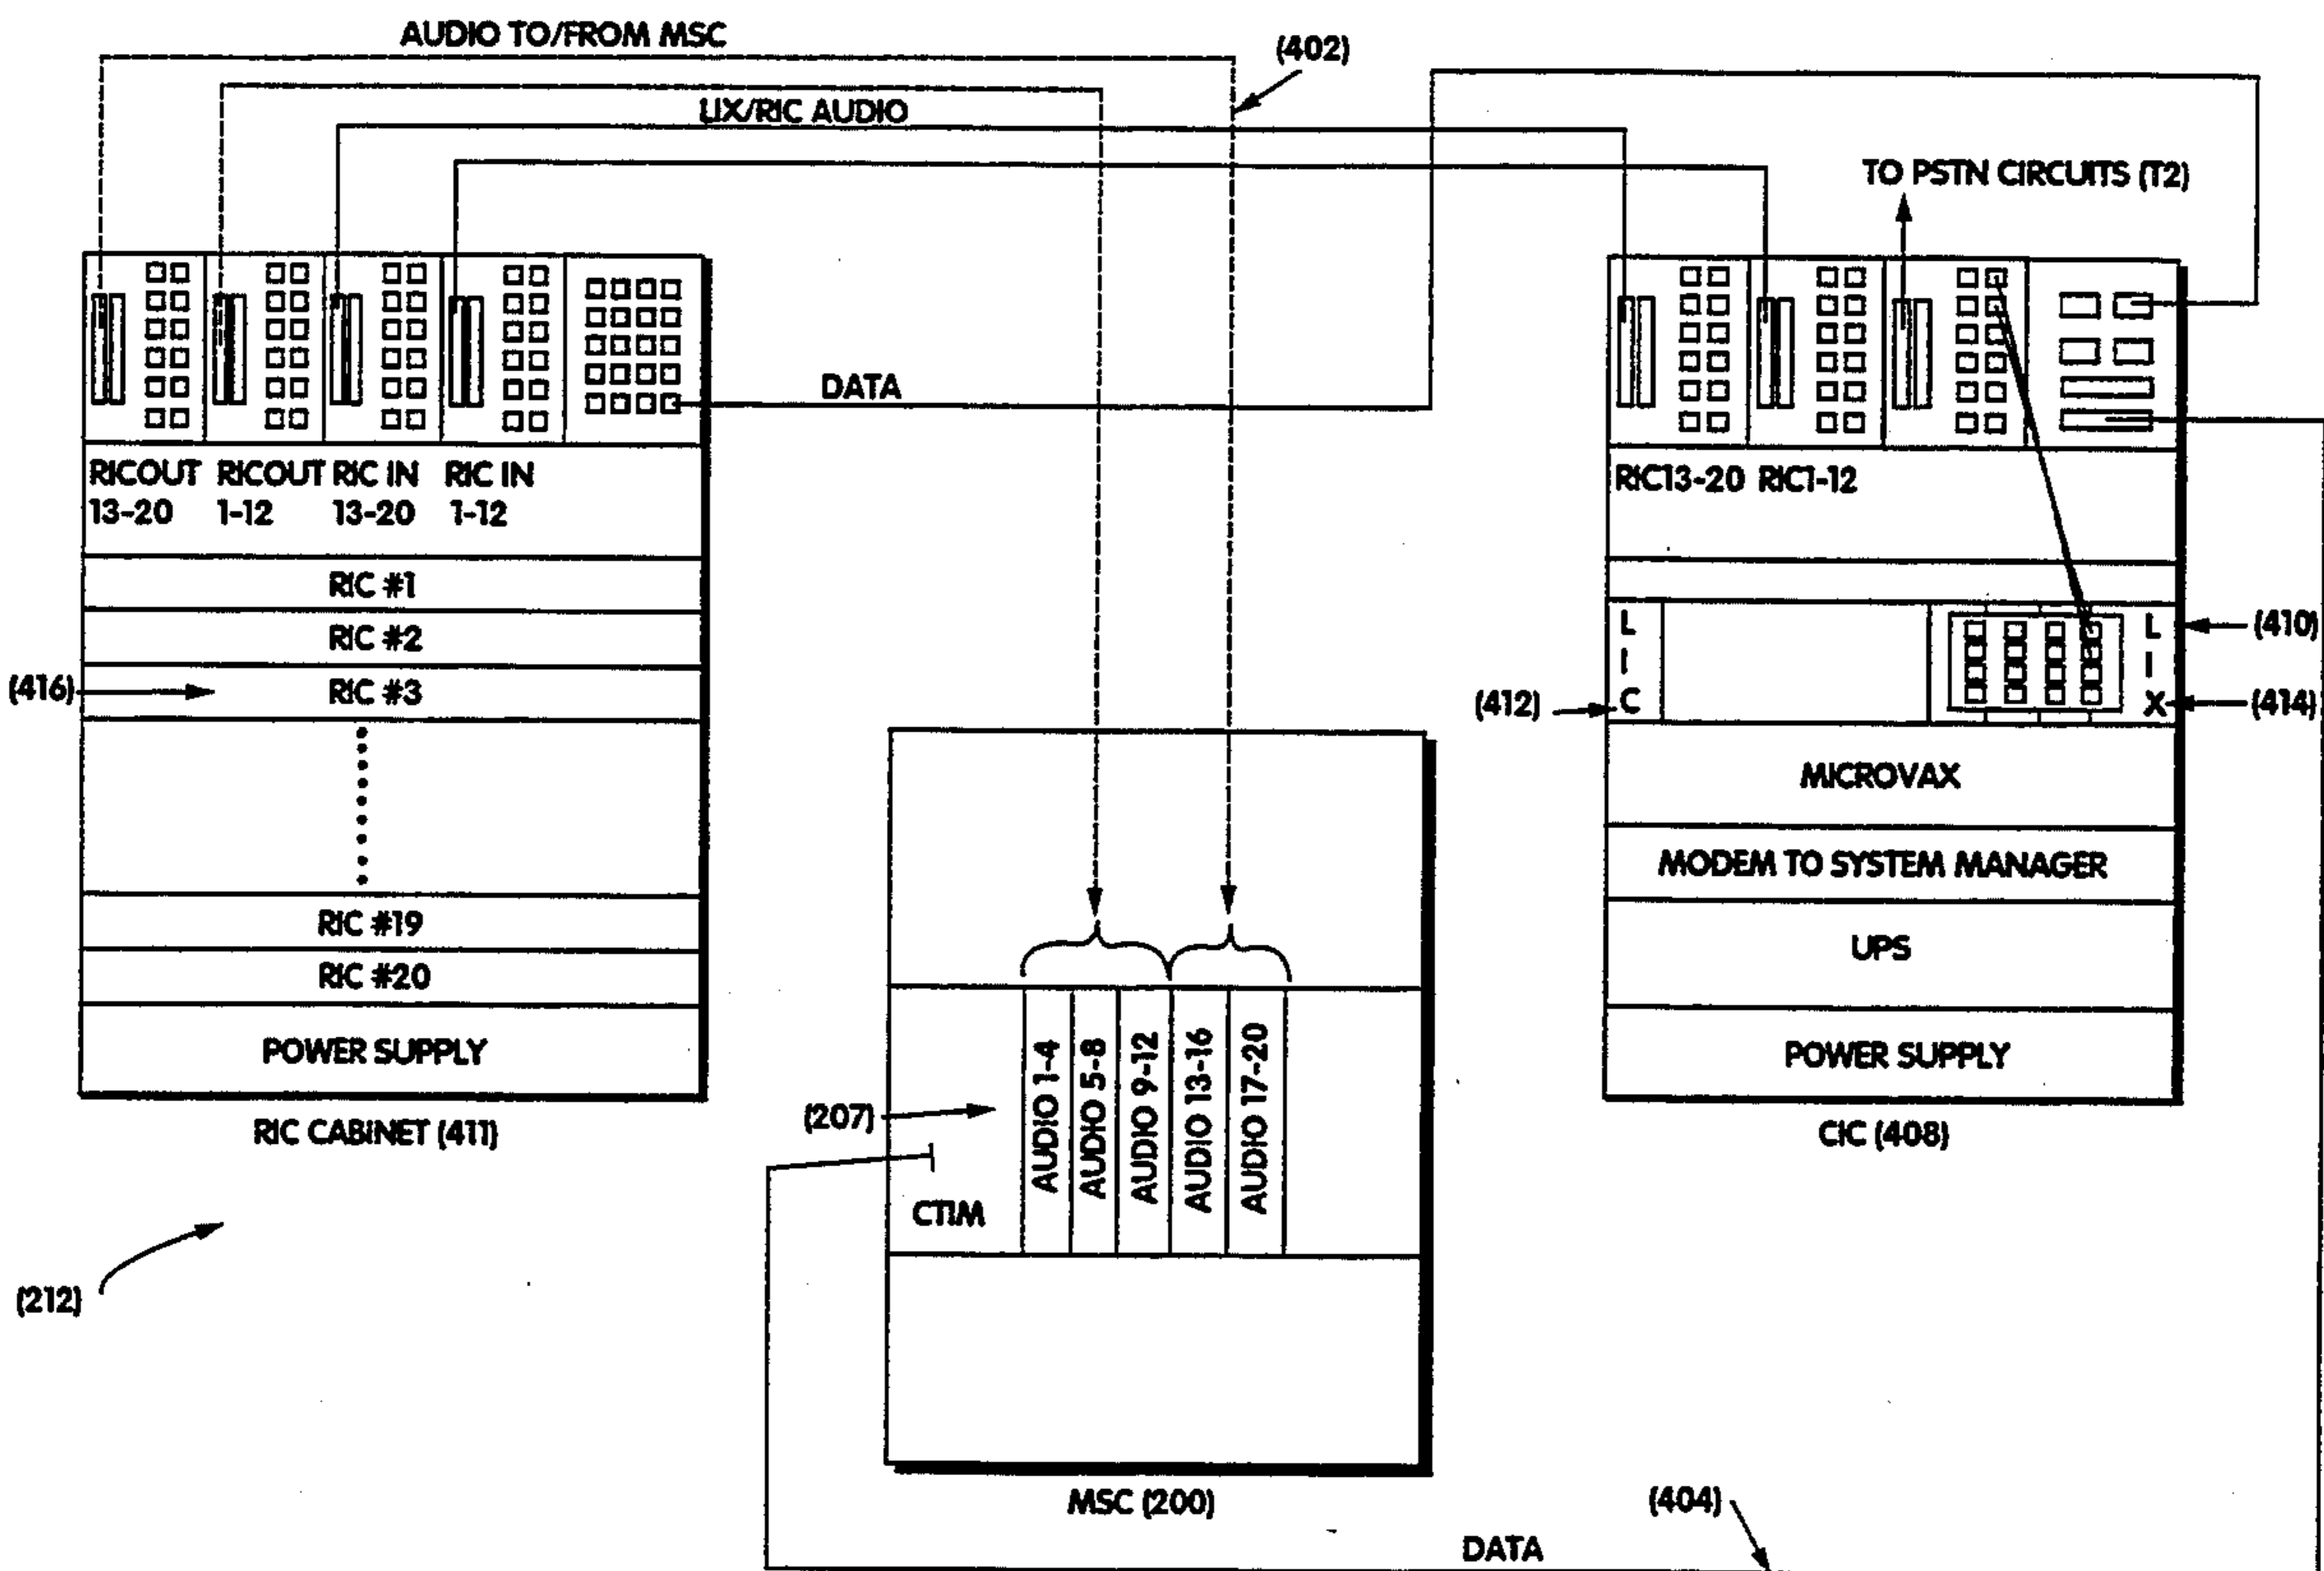 AUDIO TO/FROM MSC
(402)
LIX/RIC AUDIO
TO PSTN CIRCUITS (T2)
DATA
RICOUT RICOUT RIC IN RIC IN
13-20 1-12 13-20 1-12
RIC13-20 RIC1-12
RIC #1
RIC #2
(416)
RIC #3
RIC #19
RIC #20
POWER SUPPLY
RIC CABINET (411)
(212)
L
I
C
(412)
L
I
X
(410)
(414)
MICROVAX
MODEM TO SYSTEM MANAGER
UPS
POWER SUPPLY
CIC (408)
(207)
CTIM
AUDIO 1-4
AUDIO 5-8
AUDIO 9-12
AUDIO 13-16
AUDIO 17-20
MSC (200)
(404)
DATA